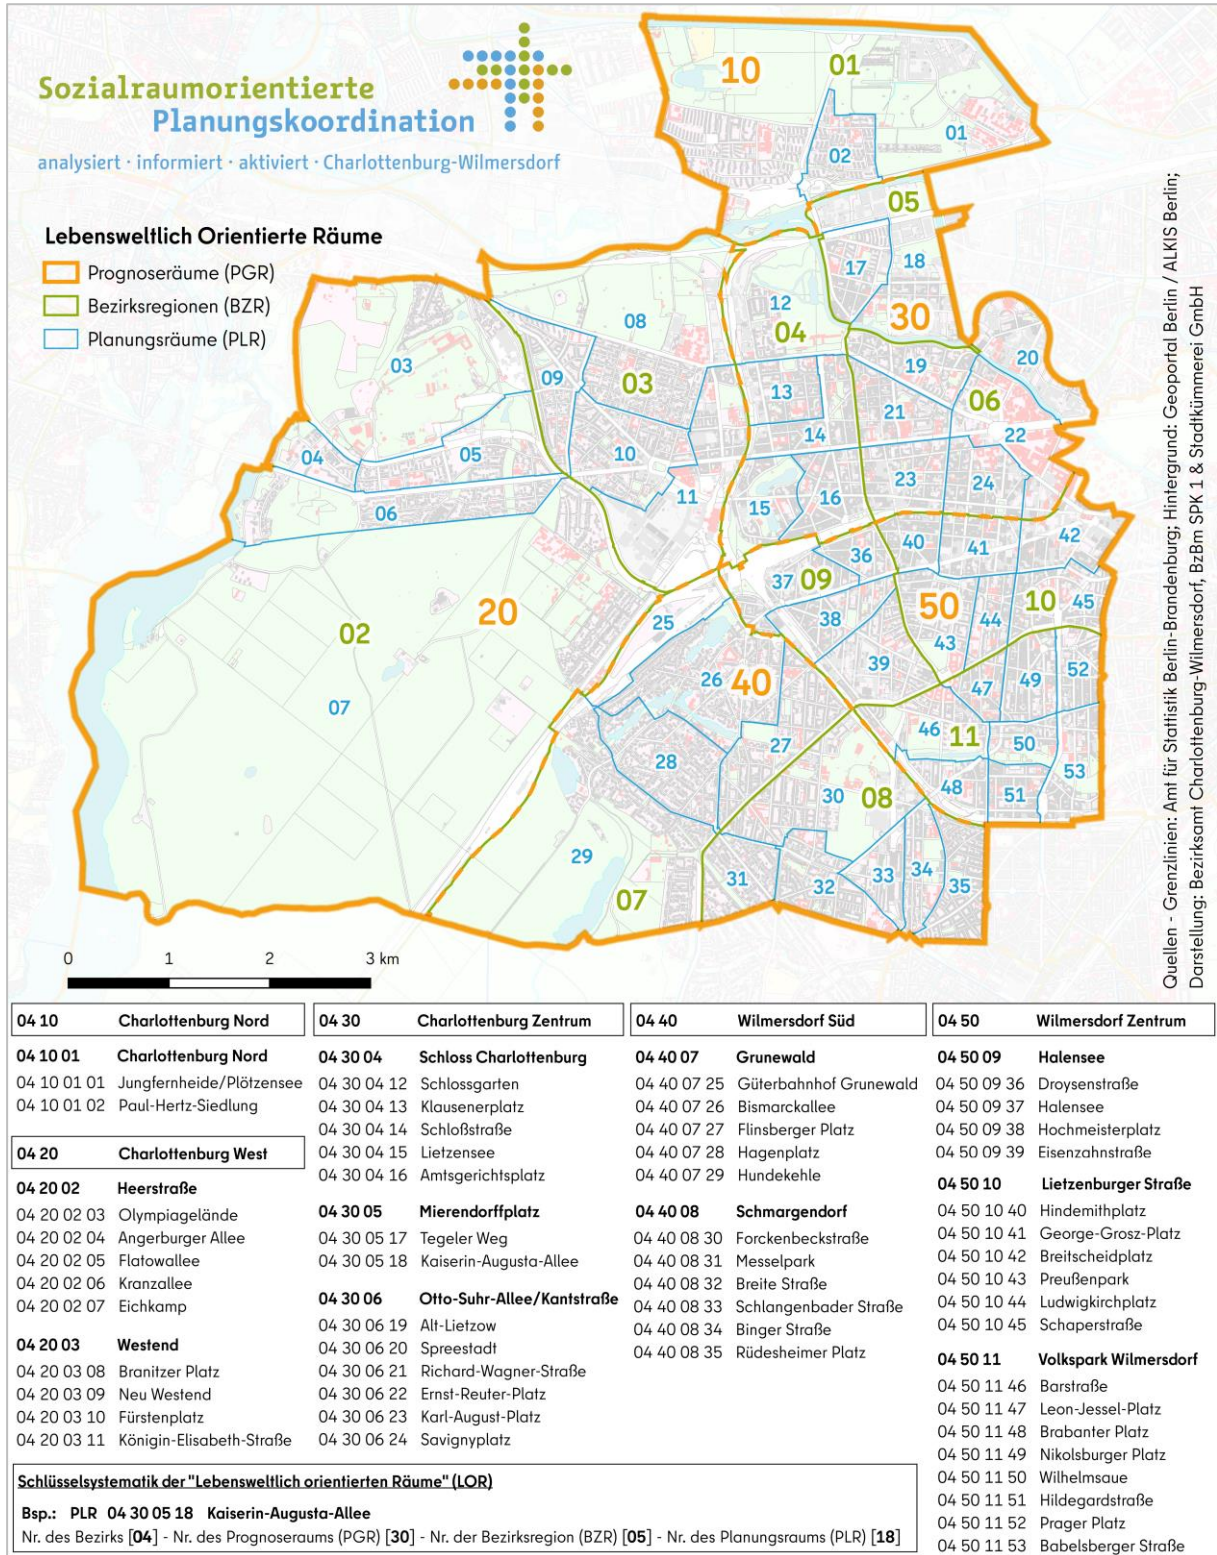 Sozialraumorientierte
Planungskoordination
analysiert · informiert · aktiviert · Charlottenburg-Wilmersdorf
Lebensweltlich Orientierte Räume
Prognoseräume (PGR)
Bezirksregionen (BZR)
Planungsräume (PLR)
10
01
01
02
05
17
18
30
12
04
08
03
09
03
13
19
20
06
21
22
14
04
05
10
11
23
24
06
15
16
42
40
41
36
37
09
50
10
45
44
43
02
20
25
38
39
52
26
40
47
49
07
46
11
50
27
28
53
48
51
30
08
29
31
32
33
34
35
07
0 1 2 3 km
Quellen - Grenzlinien: Amt für Stattistik Berlin-Brandenburg; Hintergrund: Geoportal Berlin / ALKIS Berlin;
Darstellung: Bezirksamt Charlottenburg-Wilmersdorf, BzBm SPK 1 & Stadtkümmerei GmbH
04 10 Charlottenburg Nord
04 10 01 Charlottenburg Nord
04 10 01 01 Jungfernheide/Plötzensee
04 10 01 02 Paul-Hertz-Siedlung
04 20 Charlottenburg West
04 20 02 Heerstraße
04 20 02 03 Olympiagelände
04 20 02 04 Angerburger Allee
04 20 02 05 Flatowallee
04 20 02 06 Kranzallee
04 20 02 07 Eichkamp
04 20 03 Westend
04 20 03 08 Branitzer Platz
04 20 03 09 Neu Westend
04 20 03 10 Fürstenplatz
04 20 03 11 Königin-Elisabeth-Straße
04 30 Charlottenburg Zentrum
04 30 04 Schloss Charlottenburg
04 30 04 12 Schlossgarten
04 30 04 13 Klausenerplatz
04 30 04 14 Schloßstraße
04 30 04 15 Lietzensee
04 30 04 16 Amtsgerichtsplatz
04 30 05 Mierendorffplatz
04 30 05 17 Tegeler Weg
04 30 05 18 Kaiserin-Augusta-Allee
04 30 06 Otto-Suhr-Allee/Kantstraße
04 30 06 19 Alt-Lietzow
04 30 06 20 Spreestadt
04 30 06 21 Richard-Wagner-Straße
04 30 06 22 Ernst-Reuter-Platz
04 30 06 23 Karl-August-Platz
04 30 06 24 Savignyplatz
04 40 Wilmersdorf Süd
04 40 07 Grunewald
04 40 07 25 Güterbahnhof Grunewald
04 40 07 26 Bismarckallee
04 40 07 27 Flinsberger Platz
04 40 07 28 Hagenplatz
04 40 07 29 Hundekehle
04 40 08 Schmargendorf
04 40 08 30 Forckenbeckstraße
04 40 08 31 Messelpark
04 40 08 32 Breite Straße
04 40 08 33 Schlangenbader Straße
04 40 08 34 Binger Straße
04 40 08 35 Rüdesheimer Platz
04 50 Wilmersdorf Zentrum
04 50 09 Halensee
04 50 09 36 Droysenstraße
04 50 09 37 Halensee
04 50 09 38 Hochmeisterplatz
04 50 09 39 Eisenzahnstraße
04 50 10 Lietzenburger Straße
04 50 10 40 Hindemithplatz
04 50 10 41 George-Grosz-Platz
04 50 10 42 Breitscheidplatz
04 50 10 43 Preußenpark
04 50 10 44 Ludwigkirchplatz
04 50 10 45 Schaperstraße
04 50 11 Volkspark Wilmersdorf
04 50 11 46 Barstraße
04 50 11 47 Leon-Jessel-Platz
04 50 11 48 Brabanter Platz
04 50 11 49 Nikolsburger Platz
04 50 11 50 Wilhelmsaue
04 50 11 51 Hildegardstraße
04 50 11 52 Prager Platz
04 50 11 53 Babelsberger Straße
Schlüsselsystematik der "Lebensweltlich orientierten Räume" (LOR)
Bsp.: PLR 04 30 05 18 Kaiserin-Augusta-Allee
Nr. des Bezirks [04] - Nr. des Prognoseraums (PGR) [30] - Nr. der Bezirksregion (BZR) [05] - Nr. des Planungsraums (PLR) [18]